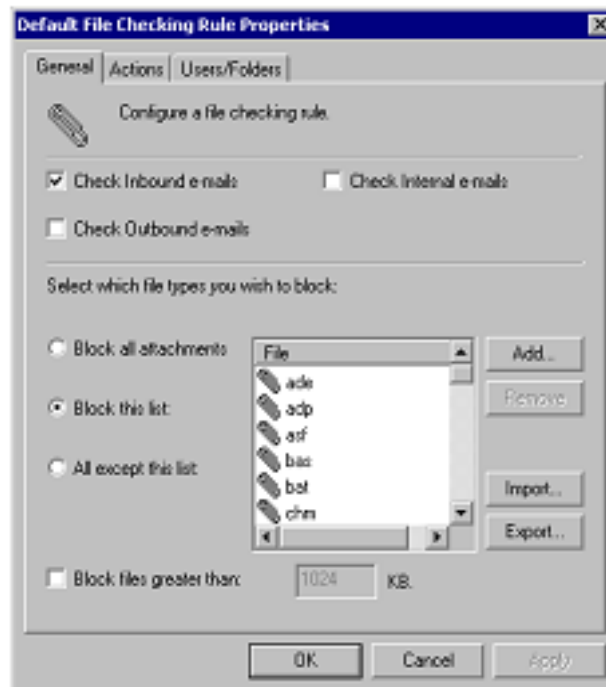 Default File Checking Rule Properties
General Actions Users/Folders
Configure a file checking rule.
Check Inbound e-mails Check Internal e-mails
Check Outbound e-mails
Select which file types you wish to block:
Block all attachments
File
Add...
ade
Remove
adp
Block this list:
asf
bas
All except this list:
bat
Import...
chm
Export...
Block files greater than: 1024 KB.
OK Cancel Apply